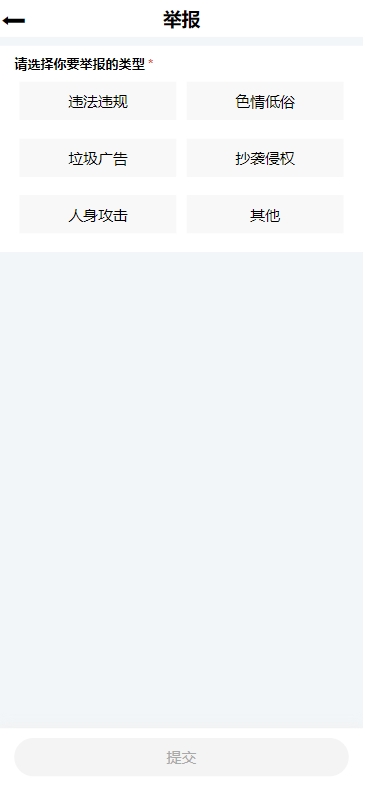 举报
请选择你要举报的类型 *
违法违规 色情低俗
垃圾广告 抄袭侵权
人身攻击 其他
提交